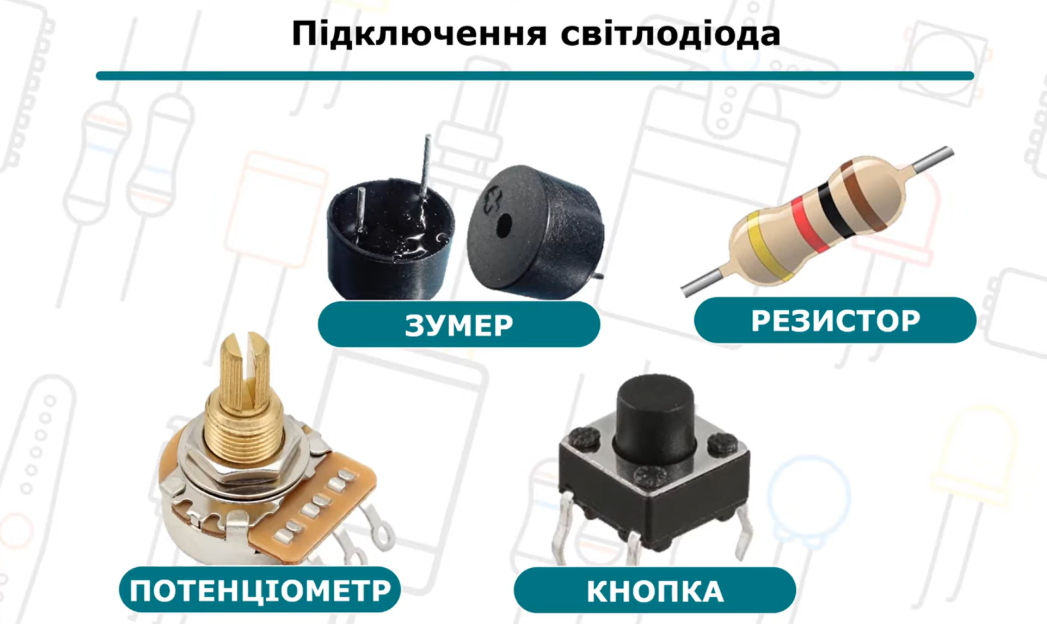 Підключення світлодіода
ЗУМЕР
РЕЗИСТОР
ПОТЕНЦІОМЕТР
КНОПКА